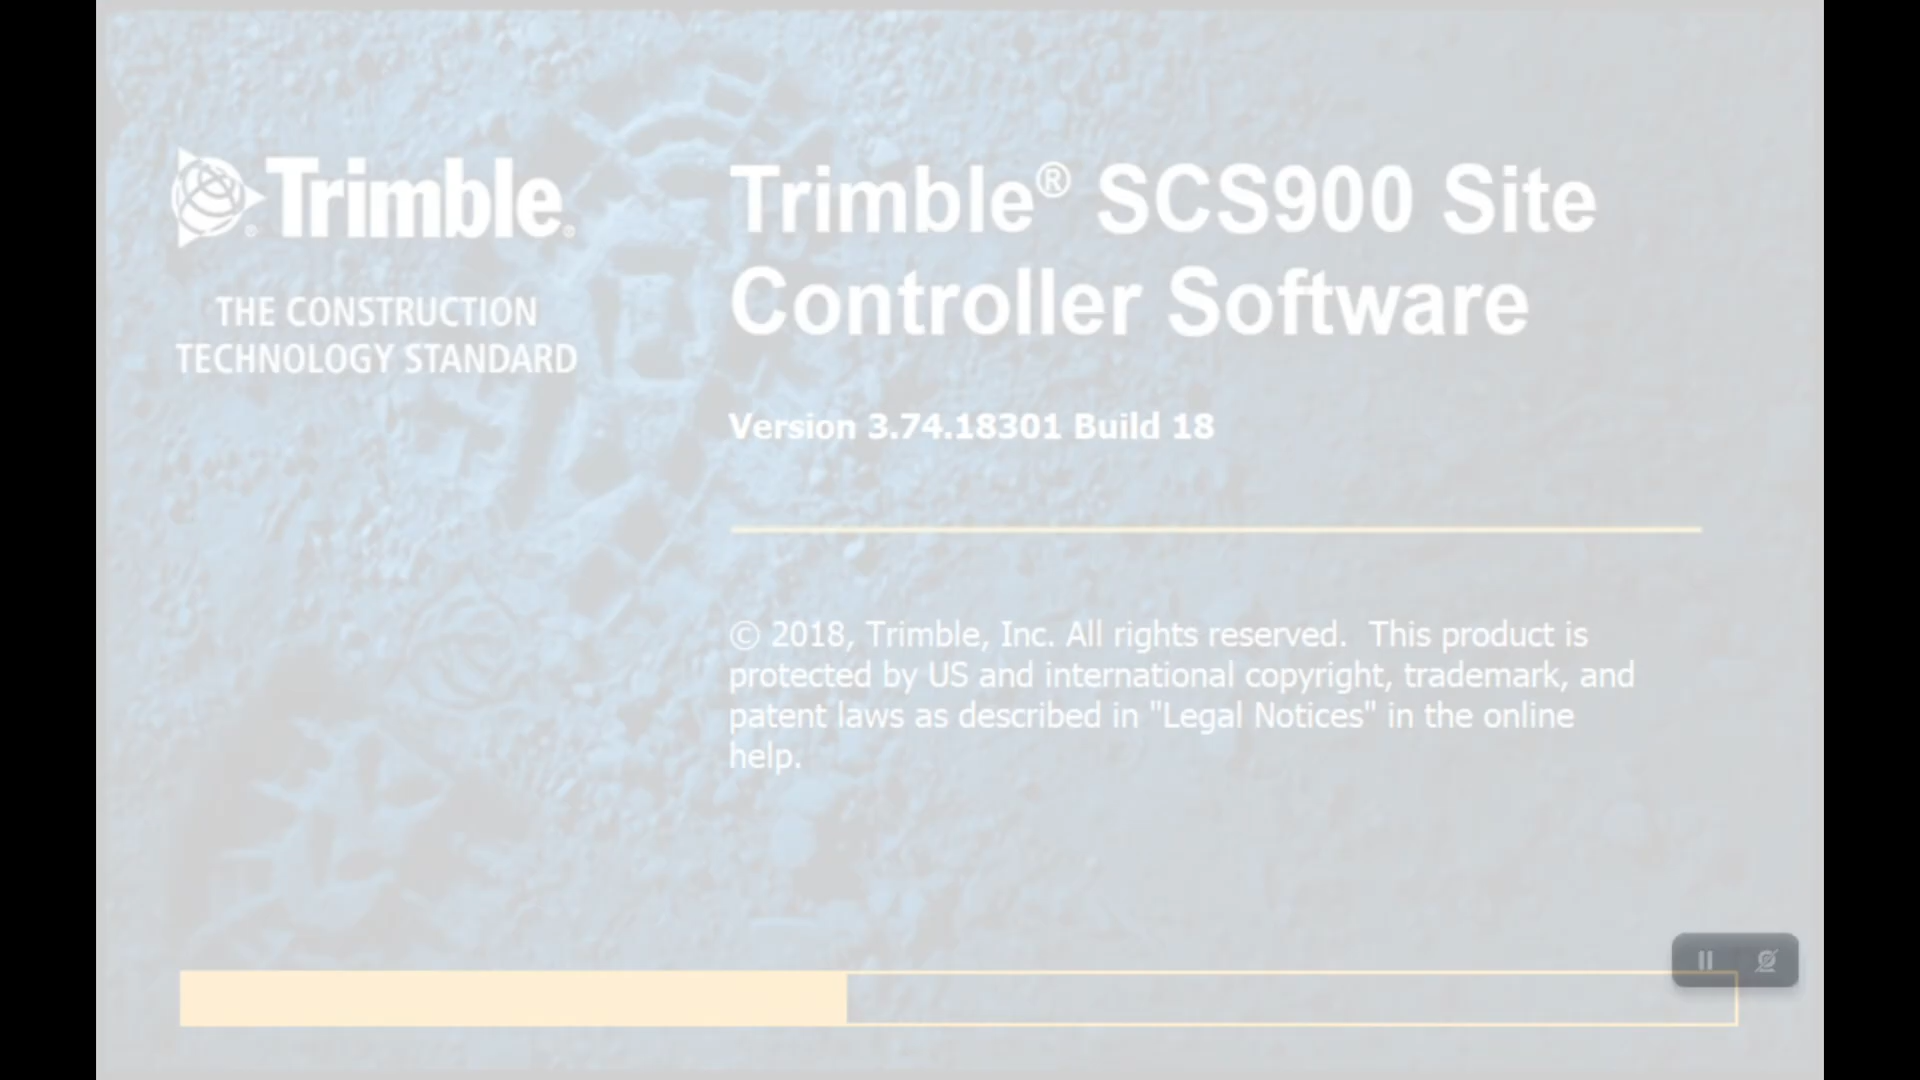 Trimble®
THE CONSTRUCTION
TECHNOLOGY STANDARD
Trimble® SCS900 Site
Controller Software
Version 3.74.18301 Build 18
© 2018, Trimble, Inc. All rights reserved. This product is
protected by US and international copyright, trademark, and
patent laws as described in "Legal Notices" in the online
help.